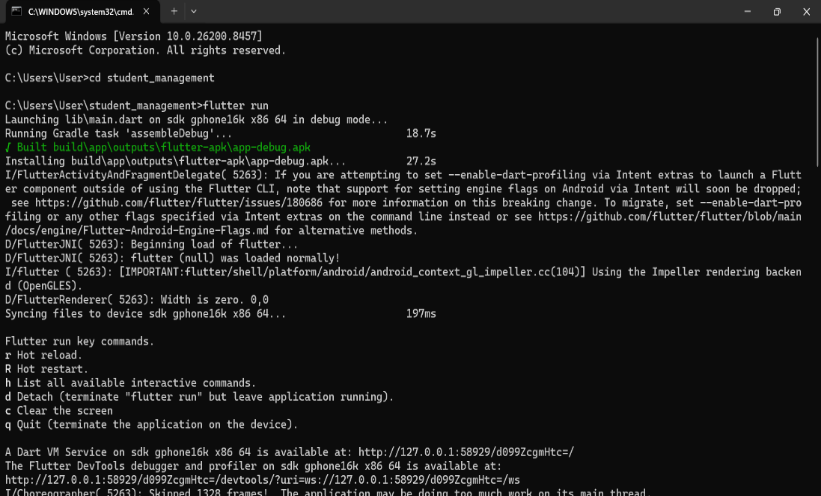 C:\WINDOWS\system32\cmd.
Microsoft Windows [Version 10.0.26200.8457]
(c) Microsoft Corporation. All rights reserved.
C:\Users\User>cd student_management
C:\Users\User\student_management>flutter run
Launching lib\main.dart on sdk gphone16k x86 64 in debug mode...
Running Gradle task 'assembleDebug'... 18.7s
√ Built build\app\outputs\flutter-apk\app-debug.apk
Installing build\app\outputs\flutter-apk\app-debug.apk... 27.2s
I/FlutterActivityAndFragmentDelegate( 5263): If you are attempting to set --enable-dart-profiling via Intent extras to launch a Flutt
er component outside of using the Flutter CLI, note that support for setting engine flags on Android via Intent will soon be dropped;
 see https://github.com/flutter/flutter/issues/180686 for more information on this breaking change. To migrate, set --enable-dart-pro
filing or any other flags specified via Intent extras on the command line instead or see https://github.com/flutter/flutter/blob/main
/docs/engine/Flutter-Android-Engine-Flags.md for alternative methods.
D/FlutterJNI( 5263): Beginning load of flutter...
D/FlutterJNI( 5263): flutter (null) was loaded normally!
I/flutter ( 5263): [IMPORTANT:flutter/shell/platform/android/android_context_gl_impeller.cc(104)] Using the Impeller rendering backen
d (OpenGLES).
D/FlutterRenderer( 5263): Width is zero. 0,0
Syncing files to device sdk gphone16k x86 64... 197ms
Flutter run key commands.
r Hot reload.
R Hot restart.
h List all available interactive commands.
d Detach (terminate "flutter run" but leave application running).
c Clear the screen
q Quit (terminate the application on the device).
A Dart VM Service on sdk gphone16k x86 64 is available at: http://127.0.0.1:58929/d099ZcgmHtc=/
The Flutter DevTools debugger and profiler on sdk gphone16k x86 64 is available at:
http://127.0.0.1:58929/d099ZcgmHtc=/devtools/?uri=ws://127.0.0.1:58929/d099ZcgmHtc=/ws
I/Choreographer( 5263): Skipped 1328 frames!  The application may be doing too much work on its main thread.